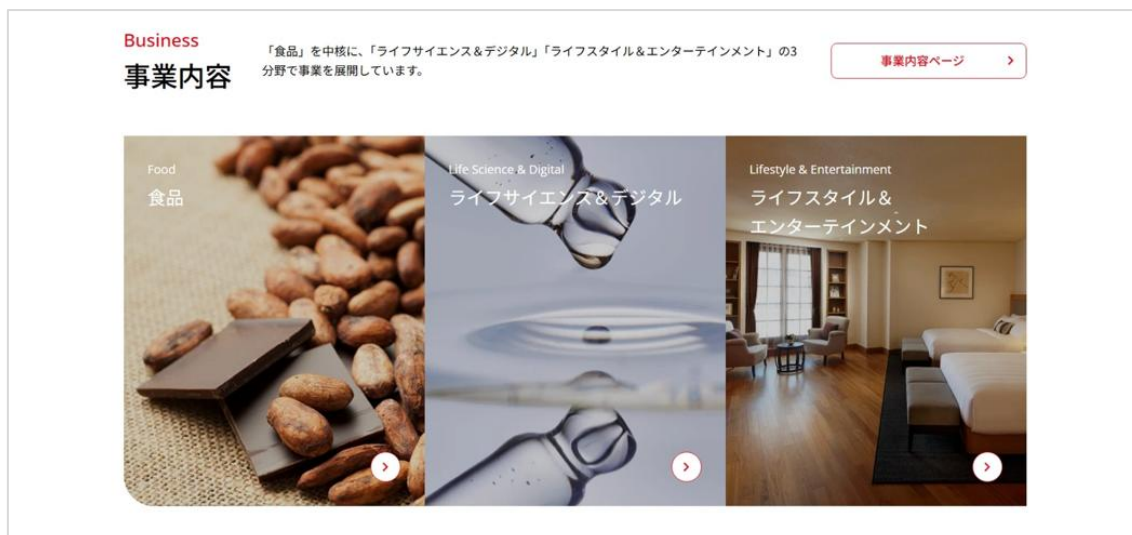 Business
事業内容
「食品」を中核に、「ライフサイエンス＆デジタル」「ライフスタイル＆エンターテインメント」の3
分野で事業を展開しています。
事業内容ページ
Food
食品
Life Science & Digital
ライフサイエンス＆デジタル
Lifestyle & Entertainment
ライフスタイル＆
エンターテインメント